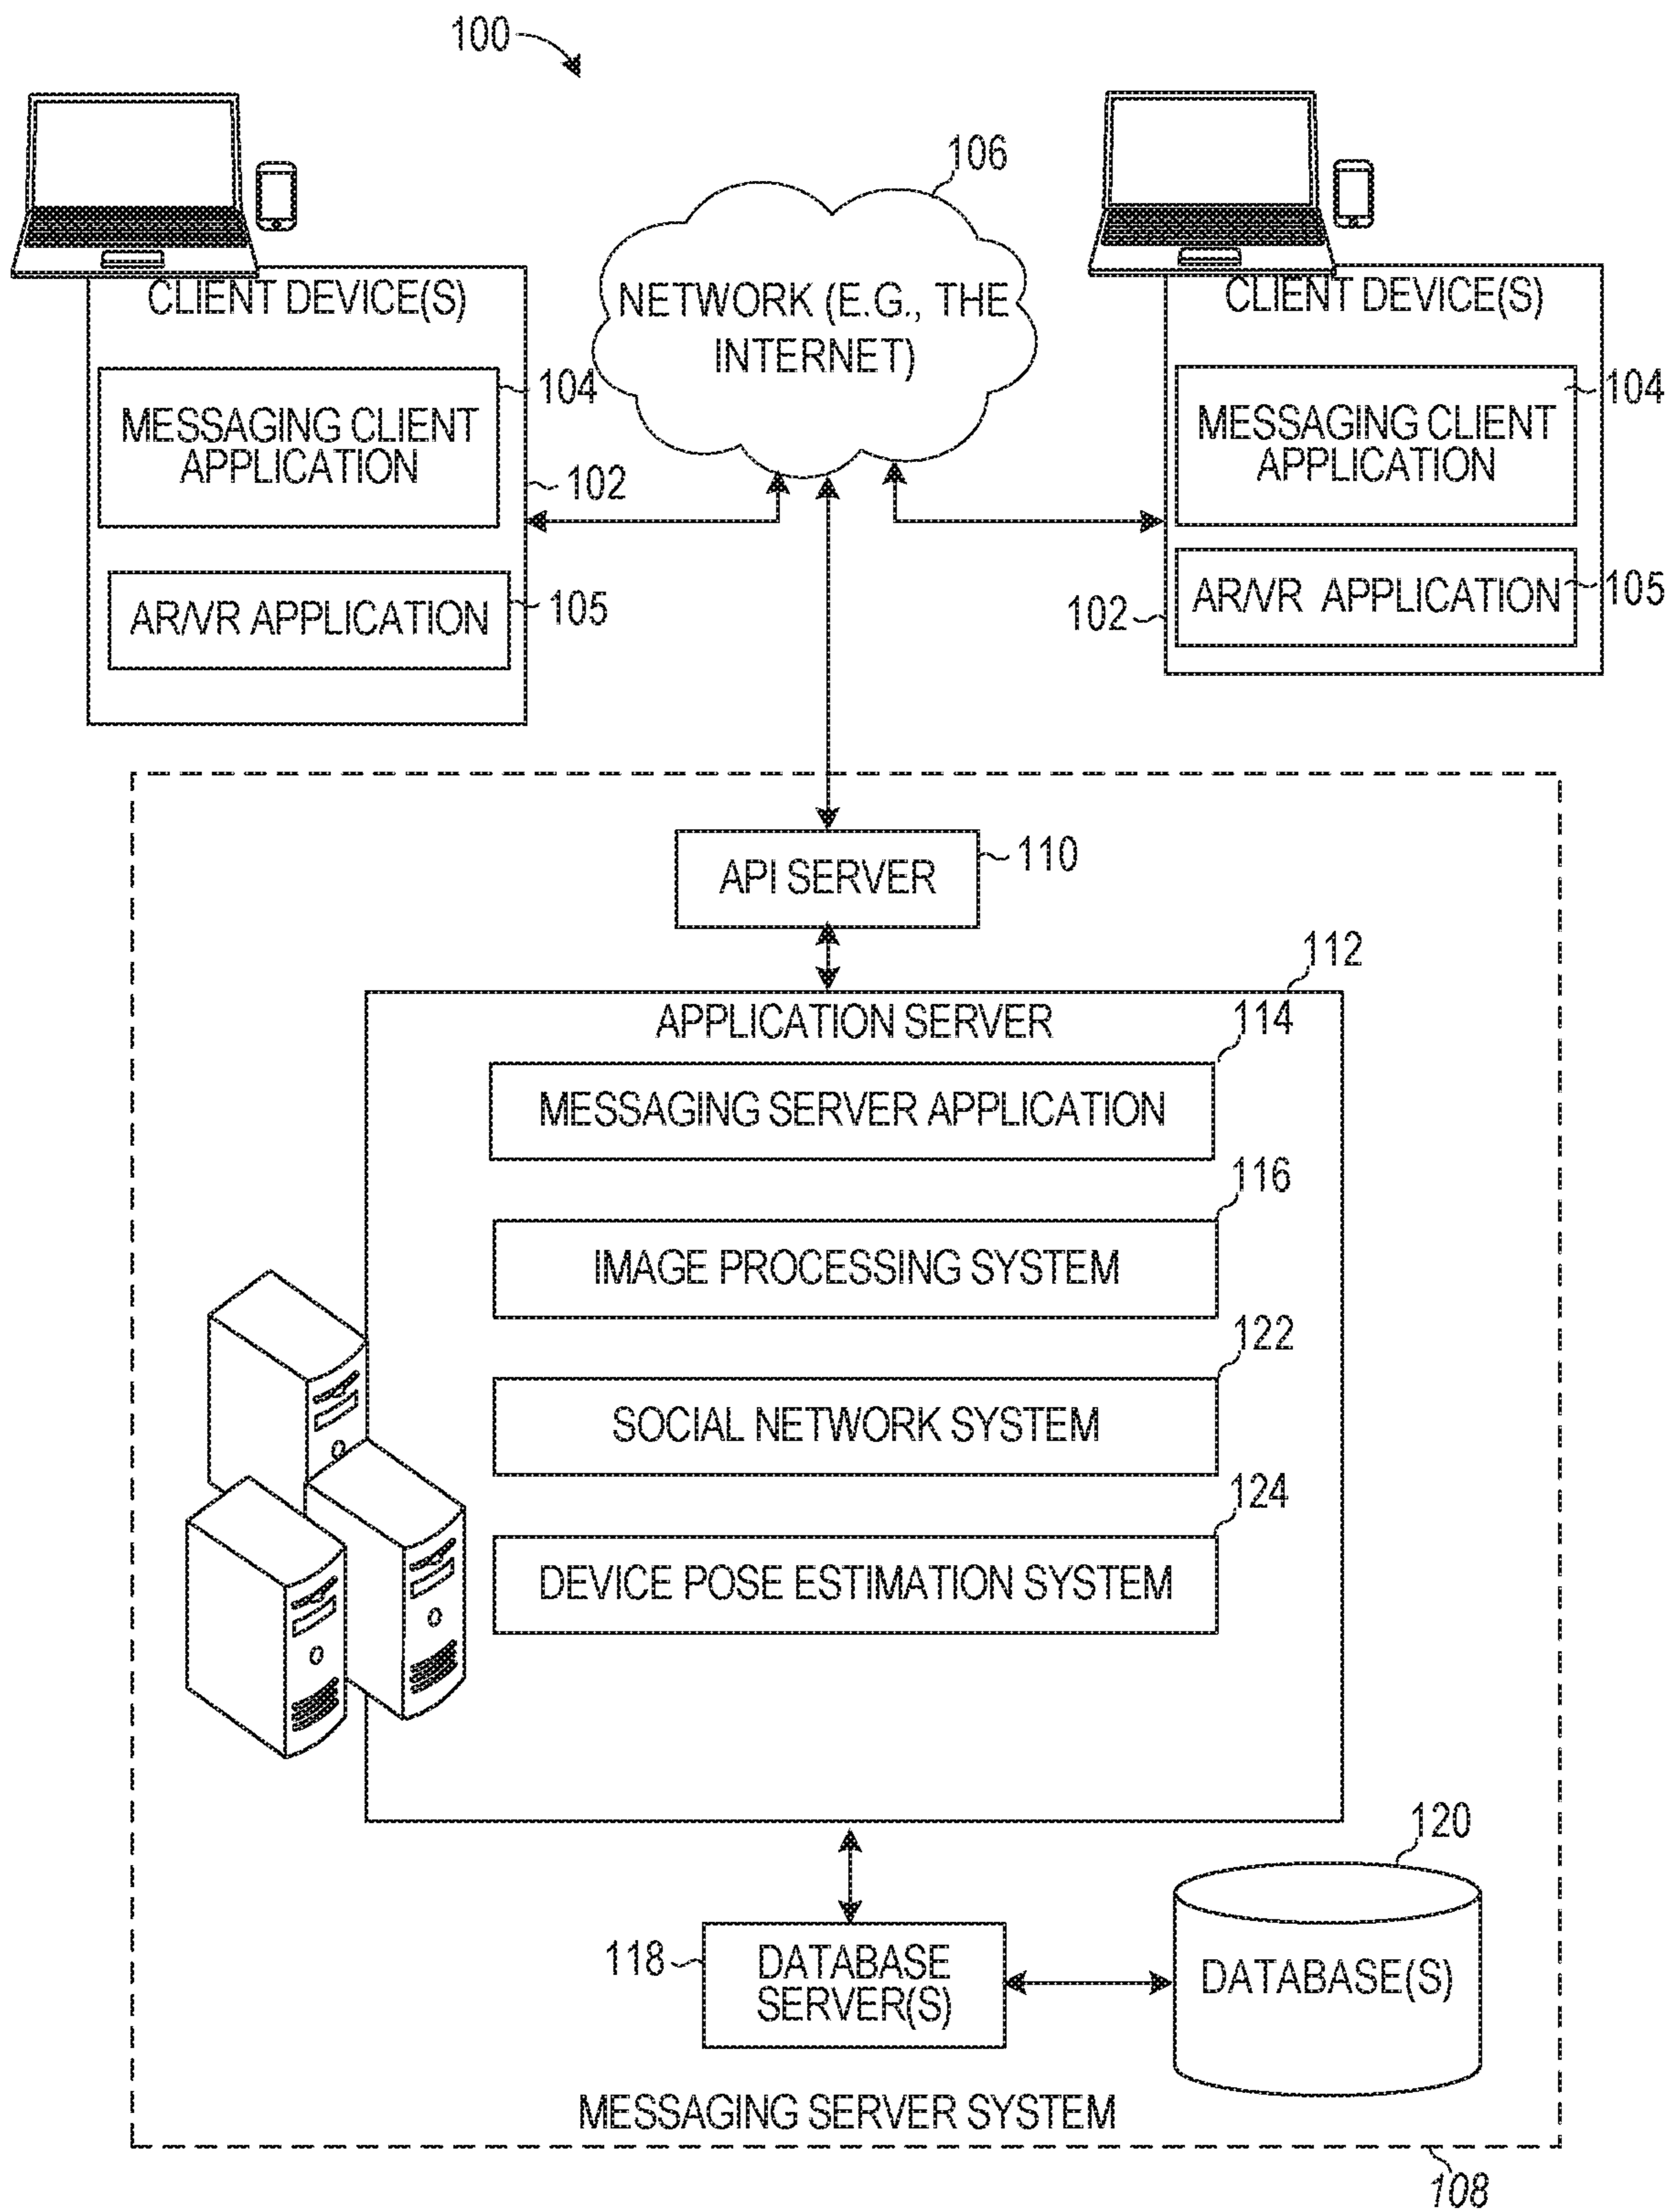 100
106
CLIENT DEVICE(S)
NETWORK (E.G., THE
INTERNET)
CLIENT DEVICE(S)
104
MESSAGING CLIENT
APPLICATION
102
104
MESSAGING CLIENT
APPLICATION
AR/VR APPLICATION
105
AR/VR APPLICATION
105
102
API SERVER
110
112
APPLICATION SERVER
114
MESSAGING SERVER APPLICATION
116
IMAGE PROCESSING SYSTEM
122
SOCIAL NETWORK SYSTEM
124
DEVICE POSE ESTIMATION SYSTEM
120
118
DATABASE
SERVER(S)
DATABASE(S)
MESSAGING SERVER SYSTEM
108